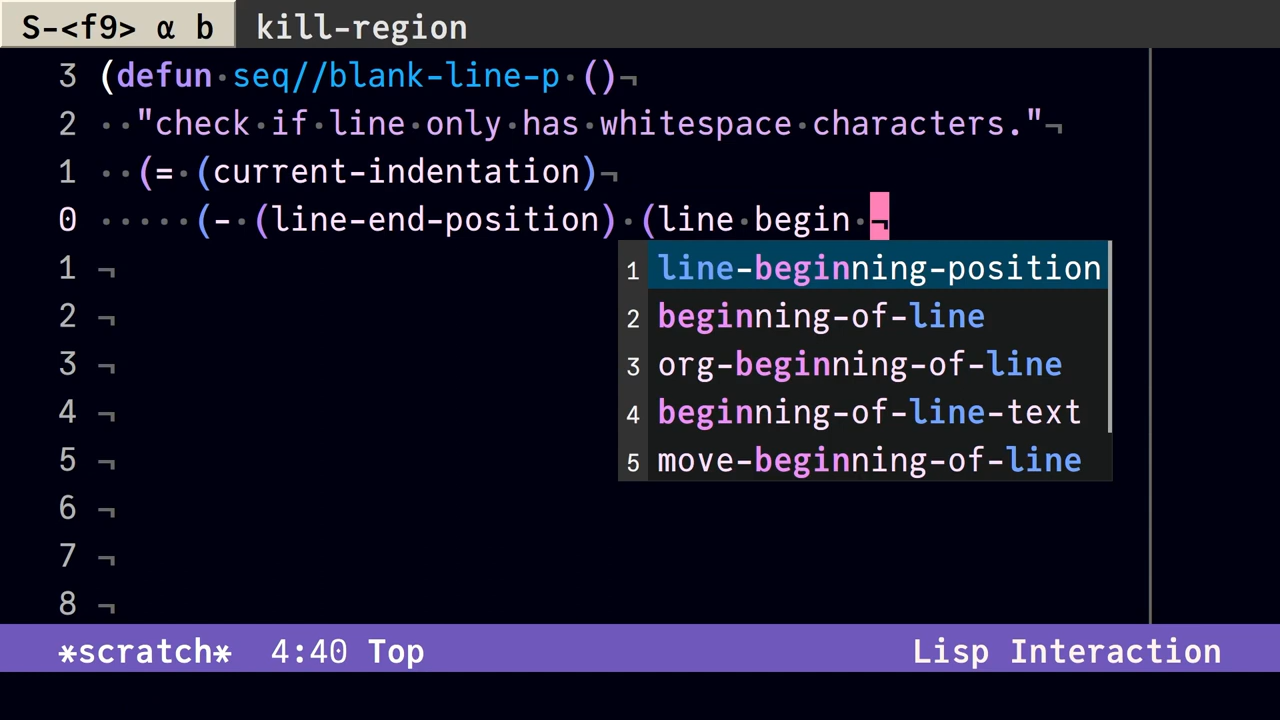 S-<f9> α b kill-region
3 (defun·seq//blank-line-p·()¬
2 ··"check·if·line·only·has·whitespace·characters."¬
1 ··(=·(current-indentation)¬
0 ·····(-·(line-end-position)·(line·begin·¬
1 ¬ 1 line-beginning-position
2 ¬ 2 beginning-of-line
3 ¬ 3 org-beginning-of-line
4 ¬ 4 beginning-of-line-text
5 ¬ 5 move-beginning-of-line
6 ¬
7 ¬
8 ¬
*scratch* 4:40 Top Lisp Interaction